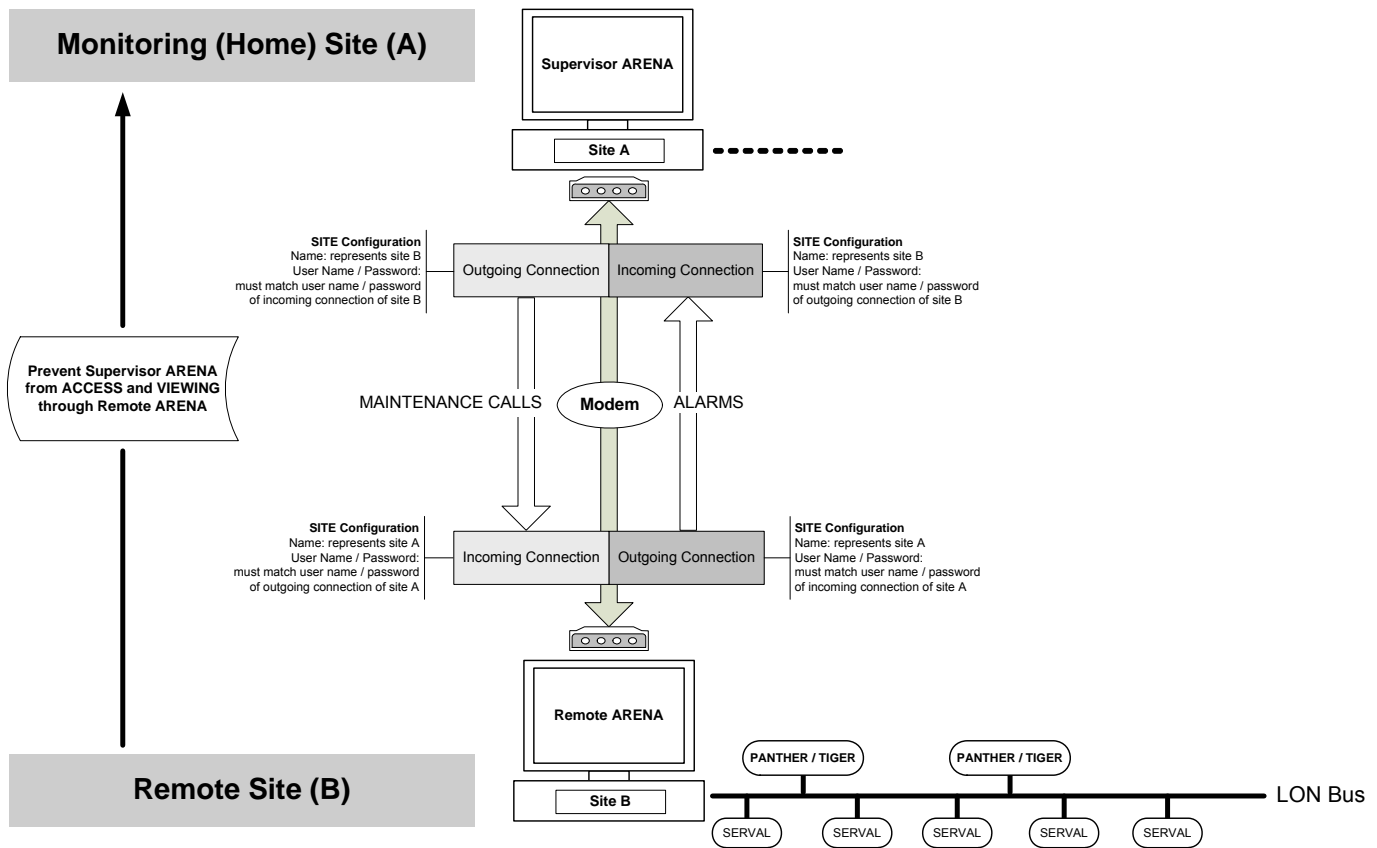 Monitoring (Home) Site (A)
Supervisor ARENA
Site A
SITE Configuration
Name: represents site B
User Name / Password:
must match user name / password
of incoming connection of site B
Outgoing Connection
Incoming Connection
SITE Configuration
Name: represents site B
User Name / Password:
must match user name / password
of outgoing connection of site B
Prevent Supervisor ARENA
from ACCESS and VIEWING
through Remote ARENA
MAINTENANCE CALLS
Modem
ALARMS
SITE Configuration
Name: represents site A
User Name / Password:
must match user name / password
of outgoing connection of site A
Incoming Connection
Outgoing Connection
SITE Configuration
Name: represents site A
User Name / Password:
must match user name / password
of incoming connection of site A
Remote ARENA
Remote Site (B)
Site B
PANTHER / TIGER
PANTHER / TIGER
LON Bus
SERVAL
SERVAL
SERVAL
SERVAL
SERVAL